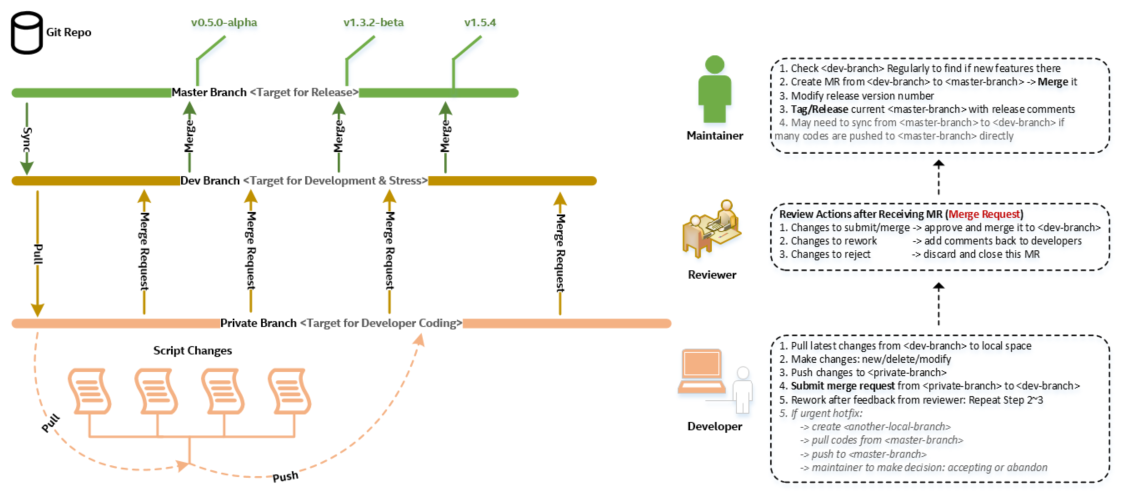 Git Repo
v0.5.0-alpha
v1.3.2-beta
v1.5.4
Master Branch <Target for Release>
Sync
Merge
Merge
Merge
Dev Branch <Target for Development & Stress>
Pull
Merge Request
Merge Request
Merge Request
Merge Request
Private Branch <Target for Developer Coding>
Script Changes
Pull
Push
Maintainer
1. Check <dev-branch> Regularly to find if new features there
2. Create MR from <dev-branch> to <master-branch> -> Merge it
3. Modify release version number
3. Tag/Release current <master-branch> with release comments
4. May need to sync from <master-branch> to <dev-branch> if
many codes are pushed to <master-branch> directly
Reviewer
Review Actions after Receiving MR (Merge Request)
1. Changes to submit/merge -> approve and merge it to <dev-branch>
2. Changes to rework -> add comments back to developers
3. Changes to reject -> discard and close this MR
Developer
1. Pull latest changes from <dev-branch> to local space
2. Make changes: new/delete/modify
3. Push changes to <private-branch>
4. Submit merge request from <private-branch> to <dev-branch>
5. Rework after feedback from reviewer: Repeat Step 2~3
5. If urgent hotfix:
-> create <another-local-branch>
-> pull codes from <master-branch>
-> push to <master-branch>
-> maintainer to make decision: accepting or abandon